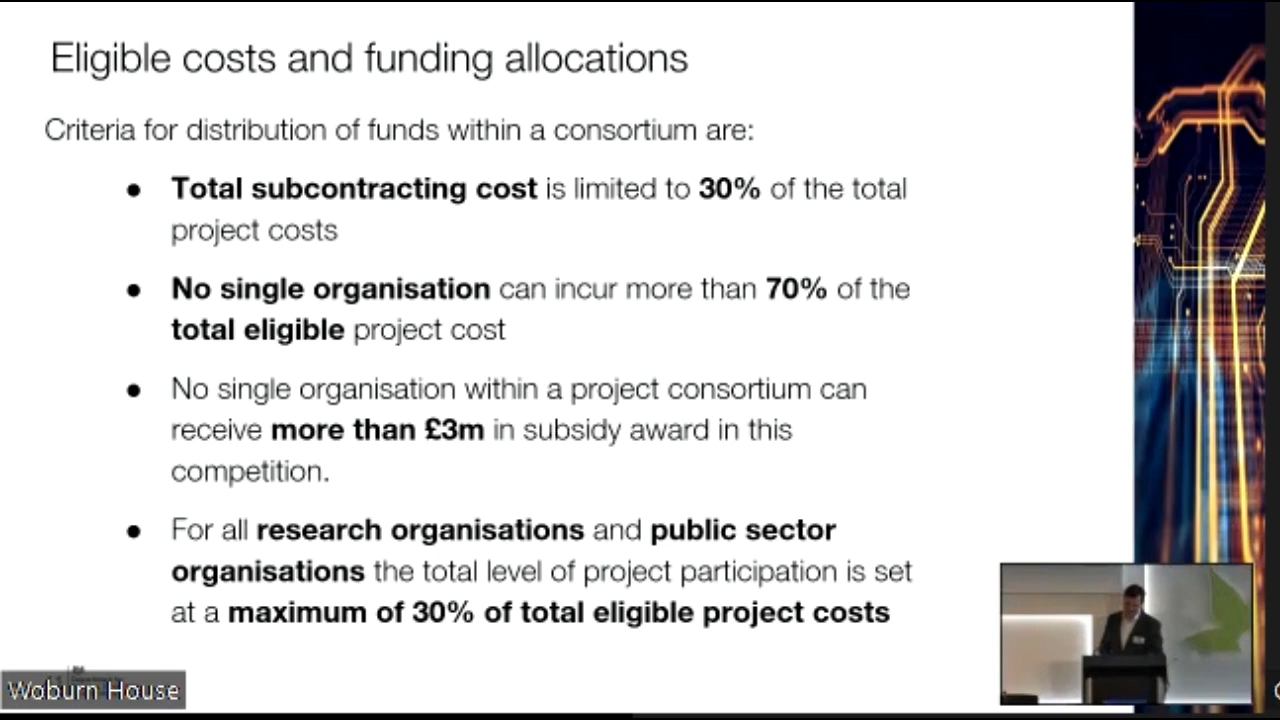 Eligible costs and funding allocations
Criteria for distribution of funds within a consortium are:
● Total subcontracting cost is limited to 30% of the total
project costs
● No single organisation can incur more than 70% of the
total eligible project cost
● No single organisation within a project consortium can
receive more than £3m in subsidy award in this
competition.
● For all research organisations and public sector
organisations the total level of project participation is set
at a maximum of 30% of total eligible project costs
Woburn House